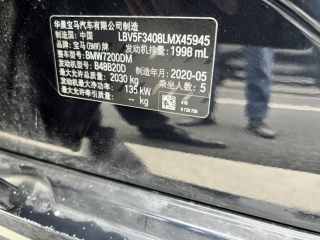 华晨宝马汽车有限公司制造
制造国：中国 LBV5F3408LMX45945
品牌：宝马(BMW)牌 发动机排量：1998 mL
整车型号：BMW7200DM
发动机型号：B48B20D 制造年月：2020-05
最大允许总质量：2030 kg 乘坐人数：5
发动机最大净功率：135 kW
最大允许牵引质量： -- kg